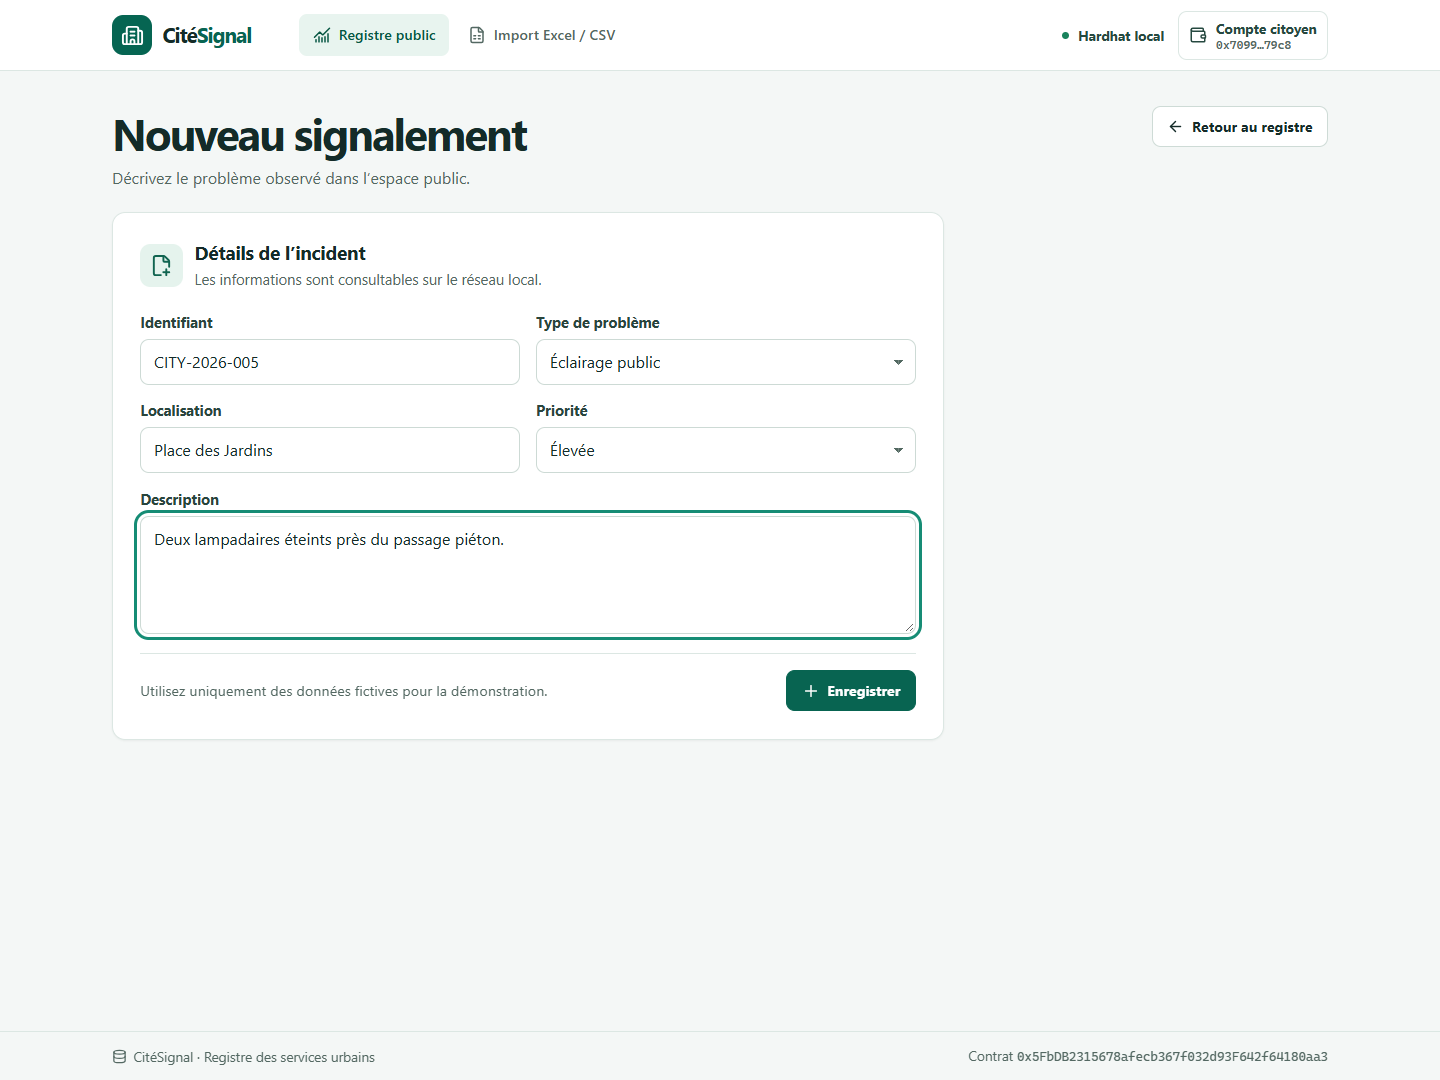 CitéSignal
Registre public
Import Excel / CSV
Hardhat local
Compte citoyen
0x7099…79c8
Nouveau signalement
Retour au registre
Décrivez le problème observé dans l’espace public.
Détails de l’incident
Les informations sont consultables sur le réseau local.
Identifiant
Type de problème
CITY-2026-005
Éclairage public
Localisation
Priorité
Place des Jardins
Élevée
Description
Deux lampadaires éteints près du passage piéton.
Utilisez uniquement des données fictives pour la démonstration.
Enregistrer
CitéSignal · Registre des services urbains
Contrat 0x5FbDB2315678afecb367f032d93F642f64180aa3